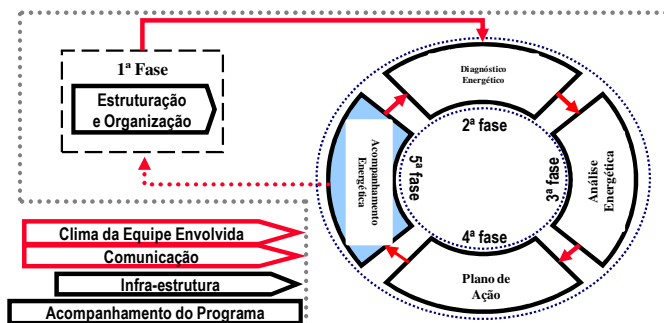 1ª Fase
Estruturação
e Organização
Diagnóstico
Energético
2ª fase
Análise
Energética
3ª fase
4ª fase
Plano de
Ação
Acompanhamento
Energética
5ª fase
Clima da Equipe Envolvida
Comunicação
Infra-estrutura
Acompanhamento do Programa